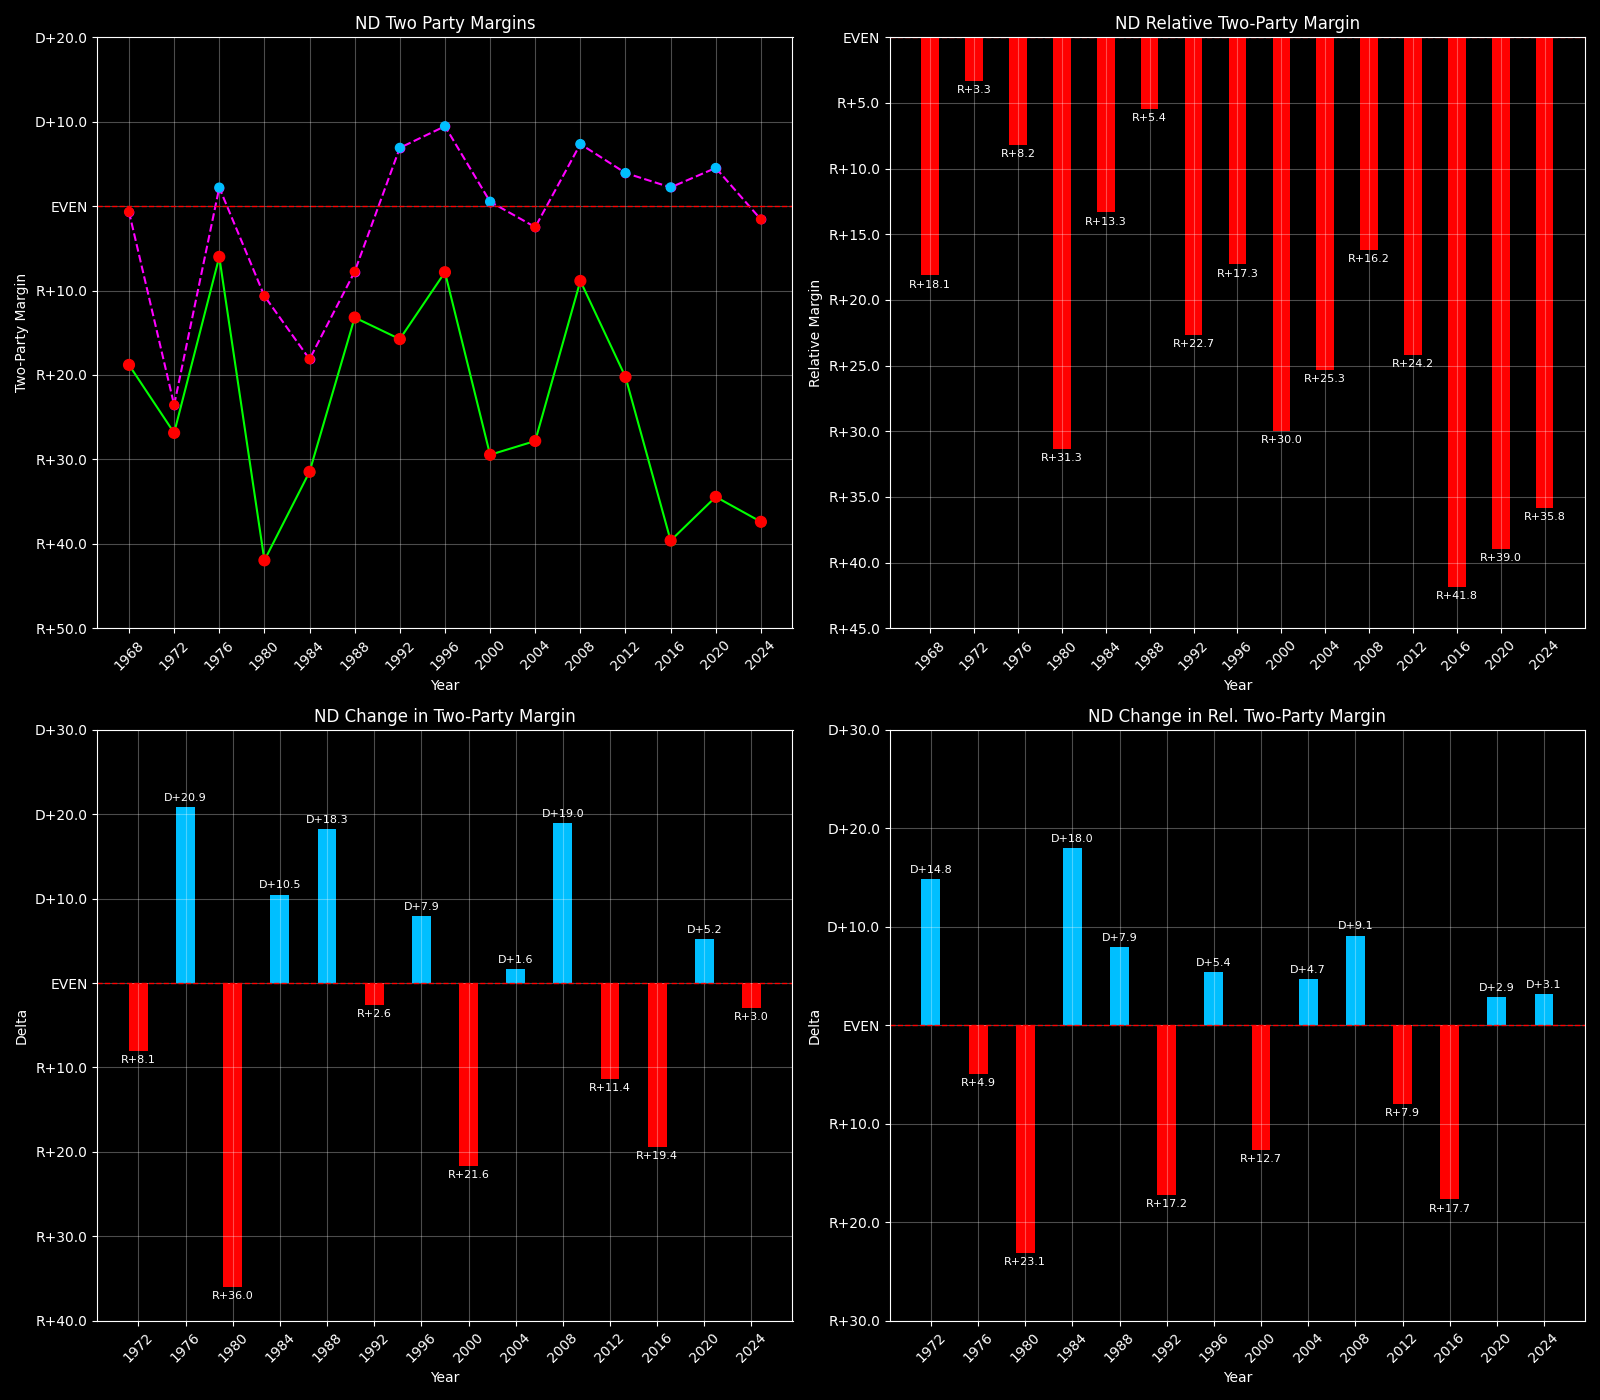 ND Two Party Margins
D+20.0
D+10.0
EVEN
R+10.0
R+20.0
R+30.0
R+40.0
R+50.0
Two-Party Margin
1968 1972 1976 1980 1984 1988 1992 1996 2000 2004 2008 2012 2016 2020 2024
Year
ND Relative Two-Party Margin
EVEN
R+5.0
R+10.0
R+15.0
R+20.0
R+25.0
R+30.0
R+35.0
R+40.0
R+45.0
Relative Margin
R+18.1
R+3.3
R+8.2
R+31.3
R+13.3
R+5.4
R+22.7
R+17.3
R+30.0
R+25.3
R+16.2
R+24.2
R+41.8
R+39.0
R+35.8
1968 1972 1976 1980 1984 1988 1992 1996 2000 2004 2008 2012 2016 2020 2024
Year
ND Change in Two-Party Margin
D+30.0
D+20.0
D+10.0
EVEN
R+10.0
R+20.0
R+30.0
R+40.0
Delta
R+8.1
D+20.9
R+36.0
D+10.5
D+18.3
R+2.6
D+7.9
R+21.6
D+1.6
D+19.0
R+11.4
R+19.4
D+5.2
R+3.0
1972 1976 1980 1984 1988 1992 1996 2000 2004 2008 2012 2016 2020 2024
Year
ND Change in Rel. Two-Party Margin
D+30.0
D+20.0
D+10.0
EVEN
R+10.0
R+20.0
R+30.0
Delta
D+14.8
R+4.9
R+23.1
D+18.0
D+7.9
R+17.2
D+5.4
R+12.7
D+4.7
D+9.1
R+7.9
R+17.7
D+2.9
D+3.1
1972 1976 1980 1984 1988 1992 1996 2000 2004 2008 2012 2016 2020 2024
Year